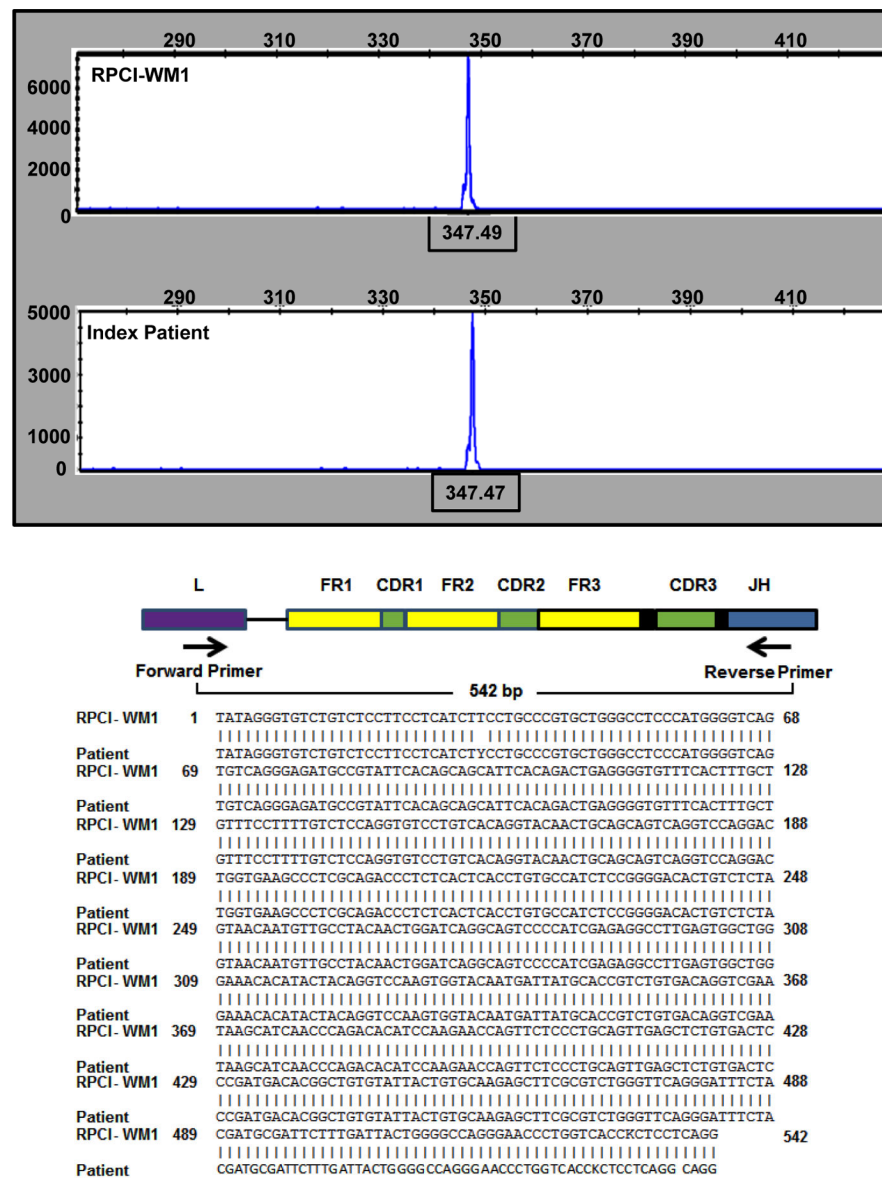 290 310 330 350 370 390 410
RPCI-WM1
6000
4000
2000
0
347.49
290 310 330 350 370 390 410
5000
Index Patient
3000
1000
0
347.47
L FR1 CDR1 FR2 CDR2 FR3 CDR3 JH
Forward Primer Reverse Primer
542 bp
RPCI- WM1 1 TATAGGGTGTCTGTCTCCTTCCTCATCTTCCTGCCCGTGCTGGGCCTCCCATGGGGTCAG 68
Patient TATAGGGTGTCTGTCTCCTTCCTCATCTYCCTGCCCGTGCTGGGCCTCCCATGGGGTCAG
RPCI- WM1 69 TGTCAGGGAGATGCCGTATTCACAGCAGCATTCACAGACTGAGGGGTGTTTCACTTTGCT 128
Patient TGTCAGGGAGATGCCGTATTCACAGCAGCATTCACAGACTGAGGGGTGTTTCACTTTGCT
RPCI- WM1 129 GTTTCCTTTTGTCTCCAGGTGTCCTGTCACAGGTACAACTGCAGCAGTCAGGTCCAGGAC 188
Patient GTTTCCTTTTGTCTCCAGGTGTCCTGTCACAGGTACAACTGCAGCAGTCAGGTCCAGGAC
RPCI- WM1 189 TGGTGAAGCCCTCGCAGACCCTCTCACTCACCTGTGCCATCTCCGGGGACACTGTCTCTA 248
Patient TGGTGAAGCCCTCGCAGACCCTCTCACTCACCTGTGCCATCTCCGGGGACACTGTCTCTA
RPCI- WM1 249 GTAACAATGTTGCCTACAACTGGATCAGGCAGTCCCCATCGAGAGGCCTTGAGTGGCTGG 308
Patient GTAACAATGTTGCCTACAACTGGATCAGGCAGTCCCCATCGAGAGGCCTTGAGTGGCTGG
RPCI- WM1 309 GAAACACATACTACAGGTCCAAGTGGTACAATGATTATGCACCGTCTGTGACAGGTCGAA 368
Patient GAAACACATACTACAGGTCCAAGTGGTACAATGATTATGCACCGTCTGTGACAGGTCGAA
RPCI- WM1 369 TAAGCATCAACCCAGACACATCCAAGAACCAGTTCTCCCTGCAGTTGAGCTCTGTGACTC 428
Patient TAAGCATCAACCCAGACACATCCAAGAACCAGTTCTCCCTGCAGTTGAGCTCTGTGACTC
RPCI- WM1 429 CCGATGACACGGCTGTGTATTACTGTGCAAGAGCTTCGCGTCTGGGTTCAGGGATTTCTA 488
Patient CCGATGACACGGCTGTGTATTACTGTGCAAGAGCTTCGCGTCTGGGTTCAGGGATTTCTA
RPCI- WM1 489 CGATGCGATTCTTTGATTACTGGGGCCAGGGAACCCTGGTCACCKCTCCTCAGG 542
Patient CGATGCGATTCTTTGATTACTGGGGCCAGGGAACCCTGGTCACCKCTCCTCAGG CAGG